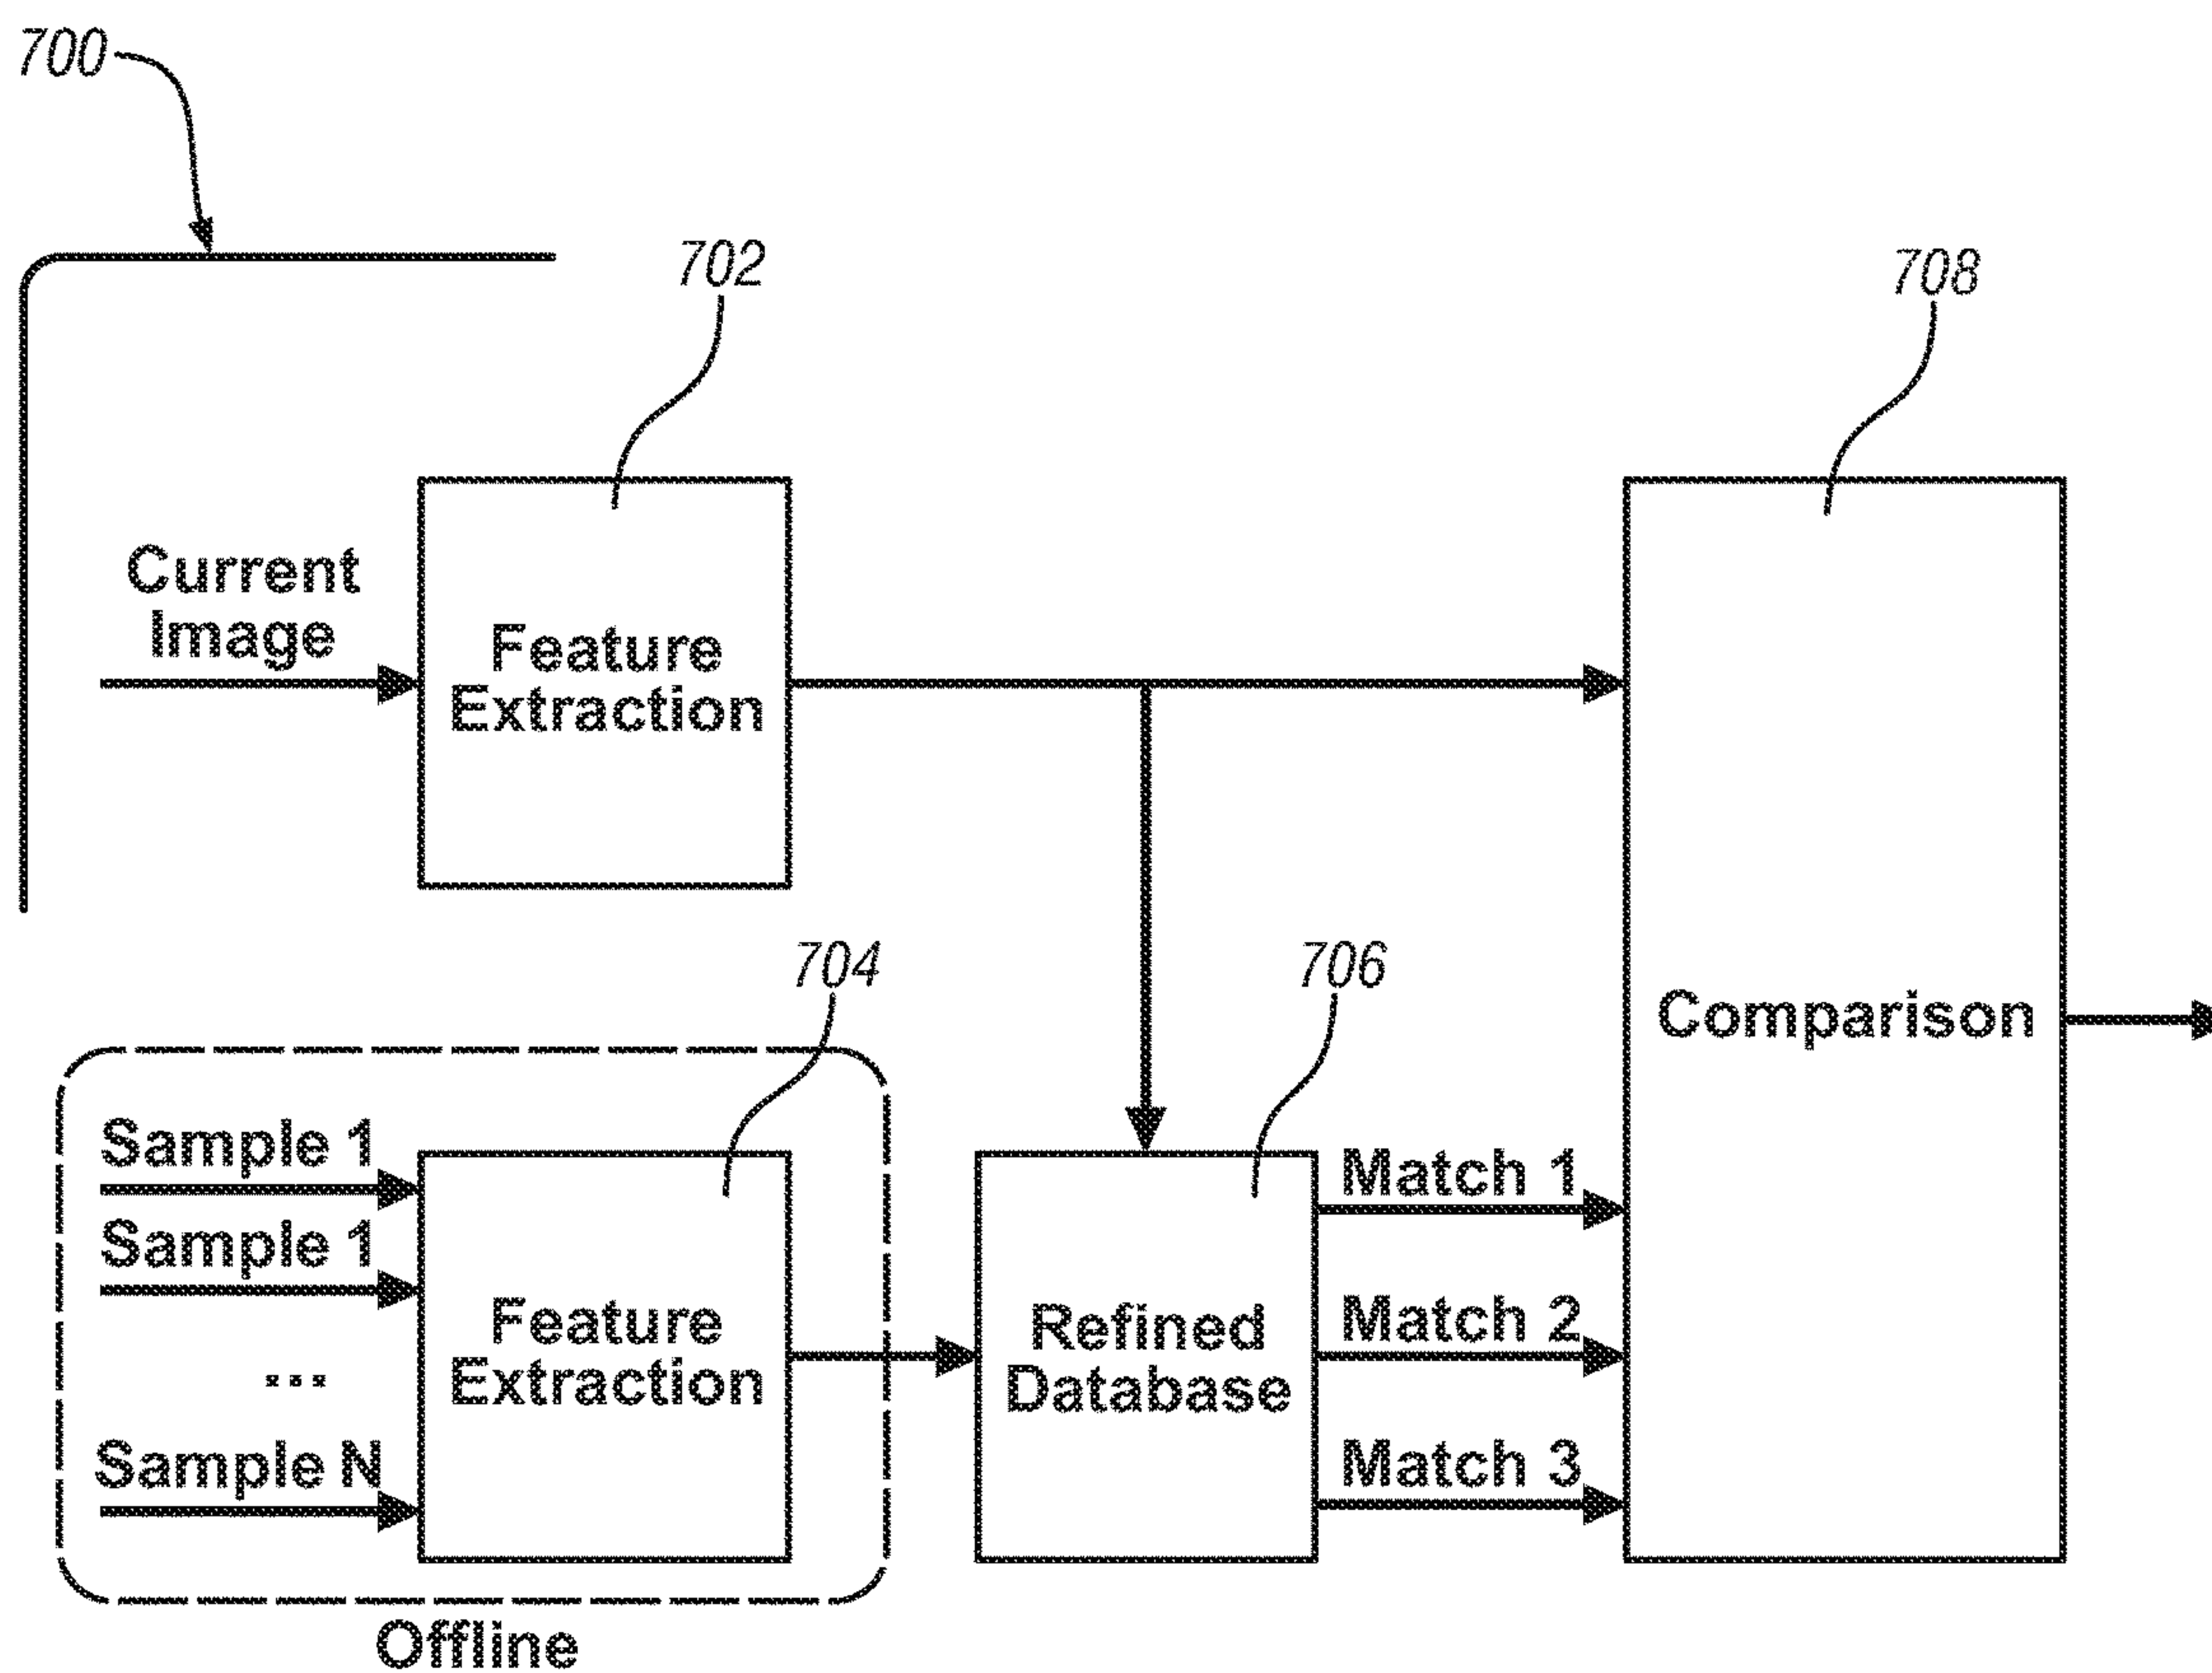 700
702
708
Current
Image
Feature
Extraction
704
706
Comparison
Sample 1
Sample 1
...
Sample N
Feature
Extraction
Refined
Database
Match 1
Match 2
Match 3
Offline